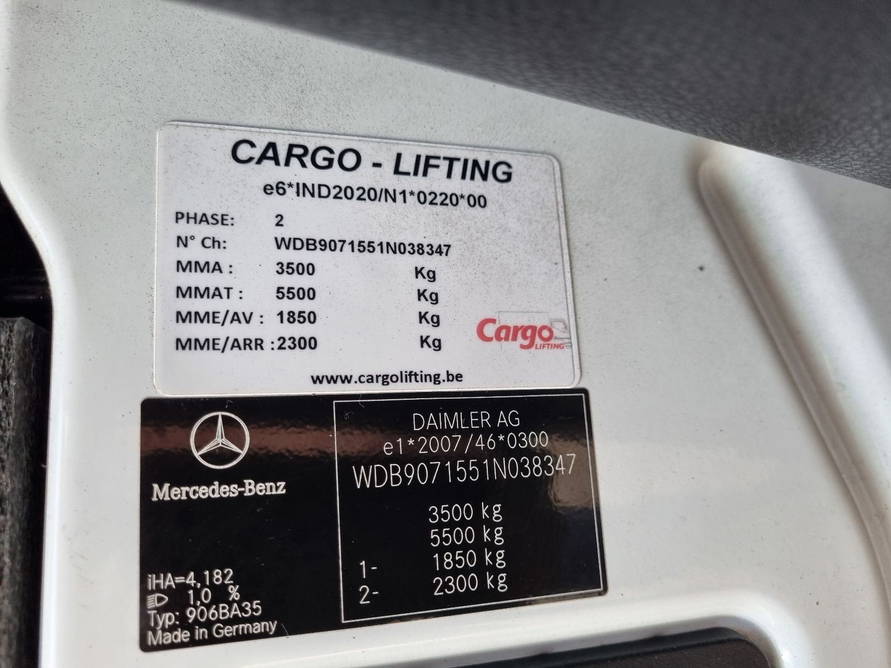 CARGO - LIFTING
e6*IND2020/N1*0220*00
PHASE: 2
N° Ch: WDB9071551N038347
MMA : 3500 Kg
MMAT : 5500 Kg
MME/AV : 1850 Kg
MME/ARR : 2300 Kg
Cargo
LIFTING
www.cargolifting.be
Mercedes-Benz
iHA=4,182
1,0 %
Typ: 906BA35
Made in Germany
DAIMLER AG
e1*2007/46*0300
WDB9071551N038347
3500 kg
5500 kg
1- 1850 kg
2- 2300 kg